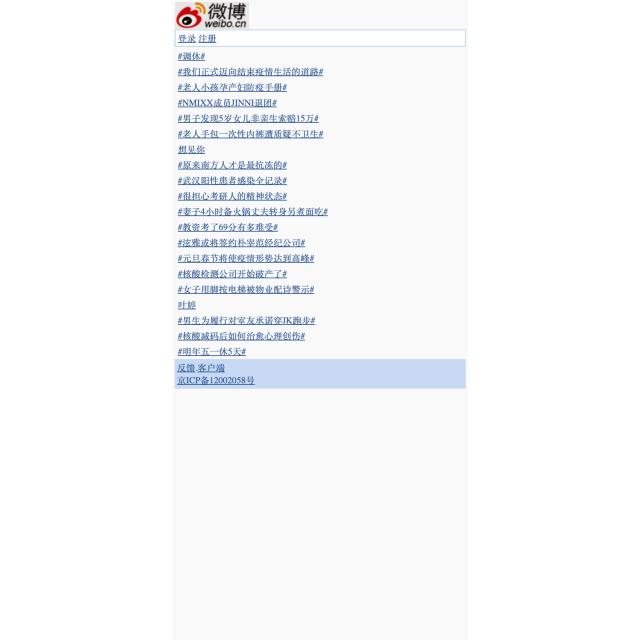 微博
weibo.cn
登录 注册
#调休#
#我们正式迈向结束疫情生活的道路#
#老人小孩孕产妇防疫手册#
#NMIXX成员JINNI退团#
#男子发现5岁女儿非亲生索赔15万#
#老人手包一次性内裤遭质疑不卫生#
想见你
#原来南方人才是最抗冻的#
#武汉阳性患者感染全记录#
#很担心考研人的精神状态#
#妻子4小时备火锅丈夫转身另煮面吃#
#教资考了69分有多难受#
#泫雅或将签约朴宰范经纪公司#
#元旦春节将使疫情形势达到高峰#
#核酸检测公司开始破产了#
#女子用脚按电梯被物业配诗警示#
叶婷
#男生为履行对室友承诺穿JK跑步#
#核酸减码后如何治愈心理创伤#
#明年五一休5天#
反馈.客户端
京ICP备12002058号